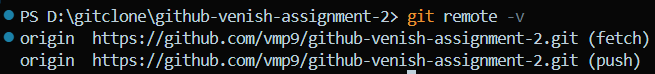 PS D:\gitclone\github-venish-assignment-2> git remote -v
origin  https://github.com/vmp9/github-venish-assignment-2.git (fetch)
origin  https://github.com/vmp9/github-venish-assignment-2.git (push)